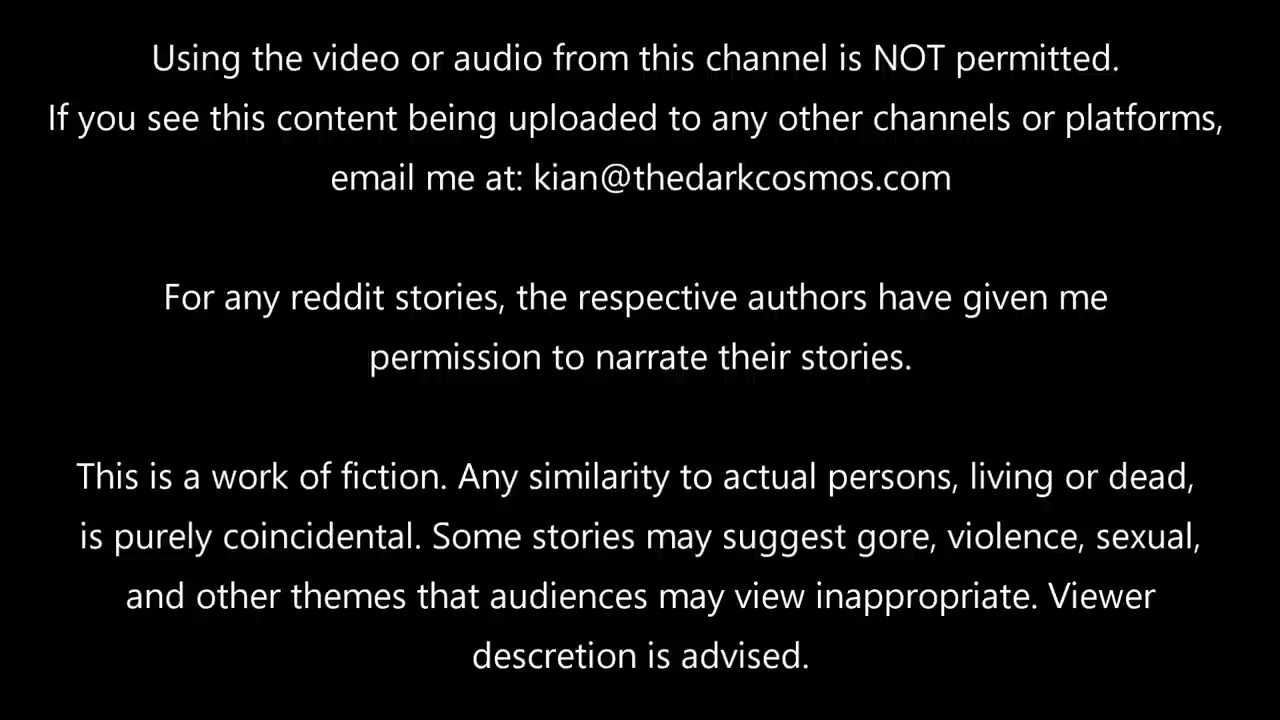 Using the video or audio from this channel is NOT permitted.
If you see this content being uploaded to any other channels or platforms,
email me at: kian@thedarkcosmos.com
For any reddit stories, the respective authors have given me
permission to narrate their stories.
This is a work of fiction. Any similarity to actual persons, living or dead,
is purely coincidental. Some stories may suggest gore, violence, sexual,
and other themes that audiences may view inappropriate. Viewer
descretion is advised.